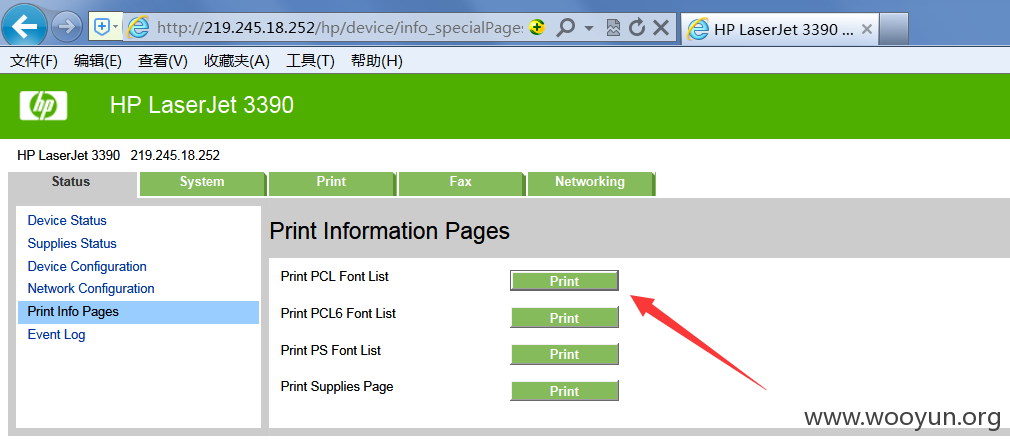 http://219.245.18.252/hp/device/info_specialPages
HP LaserJet 3390 ...
文件(F) 编辑(E) 查看(V) 收藏夹(A) 工具(T) 帮助(H)
hp HP LaserJet 3390
HP LaserJet 3390 219.245.18.252
Status System Print Fax Networking
Device Status
Supplies Status
Device Configuration
Network Configuration
Print Info Pages
Event Log
Print Information Pages
Print PCL Font List Print
Print PCL6 Font List Print
Print PS Font List Print
Print Supplies Page Print
www.wooyun.org